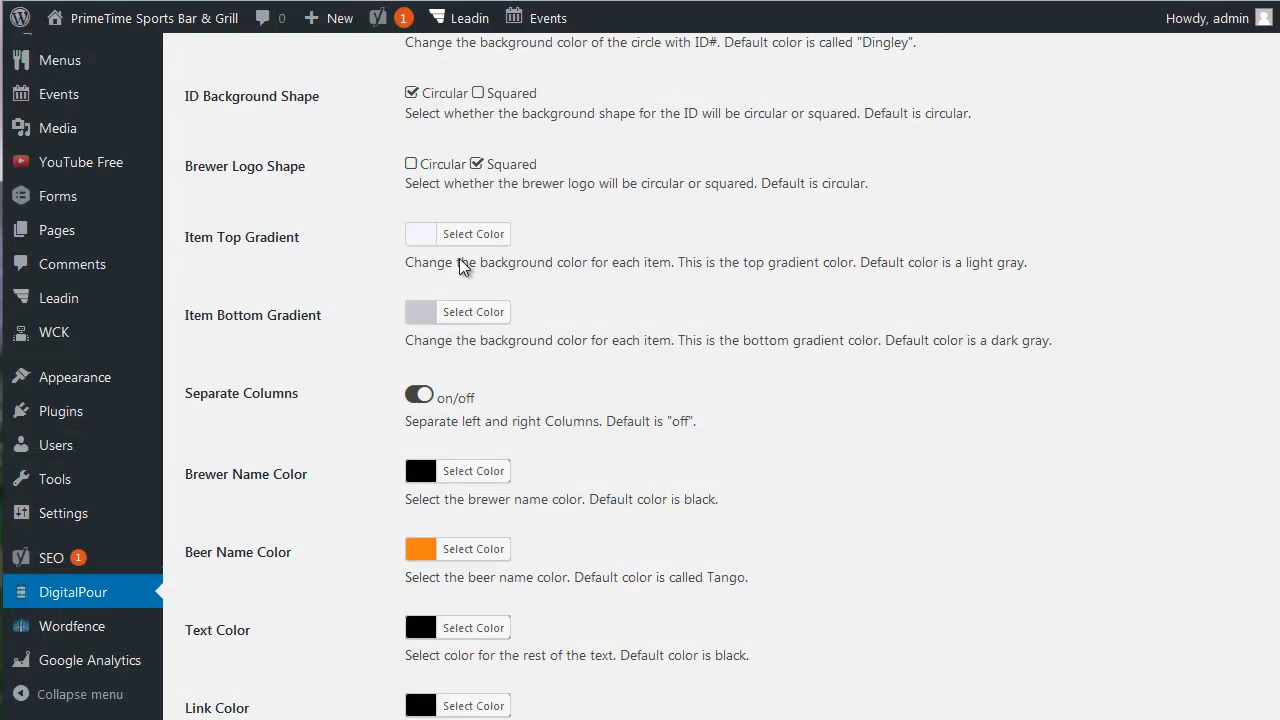 PrimeTime Sports Bar & Grill 0 New 1 Leadin Events Howdy, admin
Menus
Events
Media
YouTube Free
Forms
Pages
Comments
Leadin
WCK
Appearance
Plugins
Users
Tools
Settings
SEO 1
DigitalPour
Wordfence
Google Analytics
Collapse menu
Change the background color of the circle with ID#. Default color is called "Dingley".
ID Background Shape
Circular Squared
Select whether the background shape for the ID will be circular or squared. Default is circular.
Brewer Logo Shape
Circular Squared
Select whether the brewer logo will be circular or squared. Default is circular.
Item Top Gradient
Select Color
Change the background color for each item. This is the top gradient color. Default color is a light gray.
Item Bottom Gradient
Select Color
Change the background color for each item. This is the bottom gradient color. Default color is a dark gray.
Separate Columns
on/off
Separate left and right Columns. Default is "off".
Brewer Name Color
Select Color
Select the brewer name color. Default color is black.
Beer Name Color
Select Color
Select the beer name color. Default color is called Tango.
Text Color
Select Color
Select color for the rest of the text. Default color is black.
Link Color
Select Color